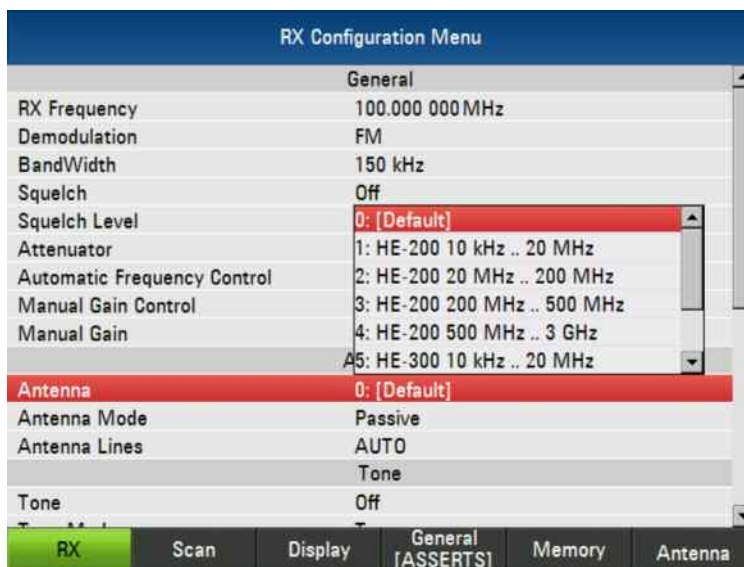 RX Configuration Menu
General
RX Frequency 100.000 000 MHz
Demodulation FM
BandWidth 150 kHz
Squelch Off
Squelch Level 0: [Default]
Attenuator 1: HE-200 10 kHz .. 20 MHz
Automatic Frequency Control 2: HE-200 20 MHz .. 200 MHz
Manual Gain Control 3: HE-200 200 MHz .. 500 MHz
Manual Gain 4: HE-200 500 MHz .. 3 GHz
A5: HE-300 10 kHz .. 20 MHz
Antenna 0: [Default]
Antenna Mode Passive
Antenna Lines AUTO
Tone
Tone Off
RX Scan Display General [ASSERTS] Memory Antenna